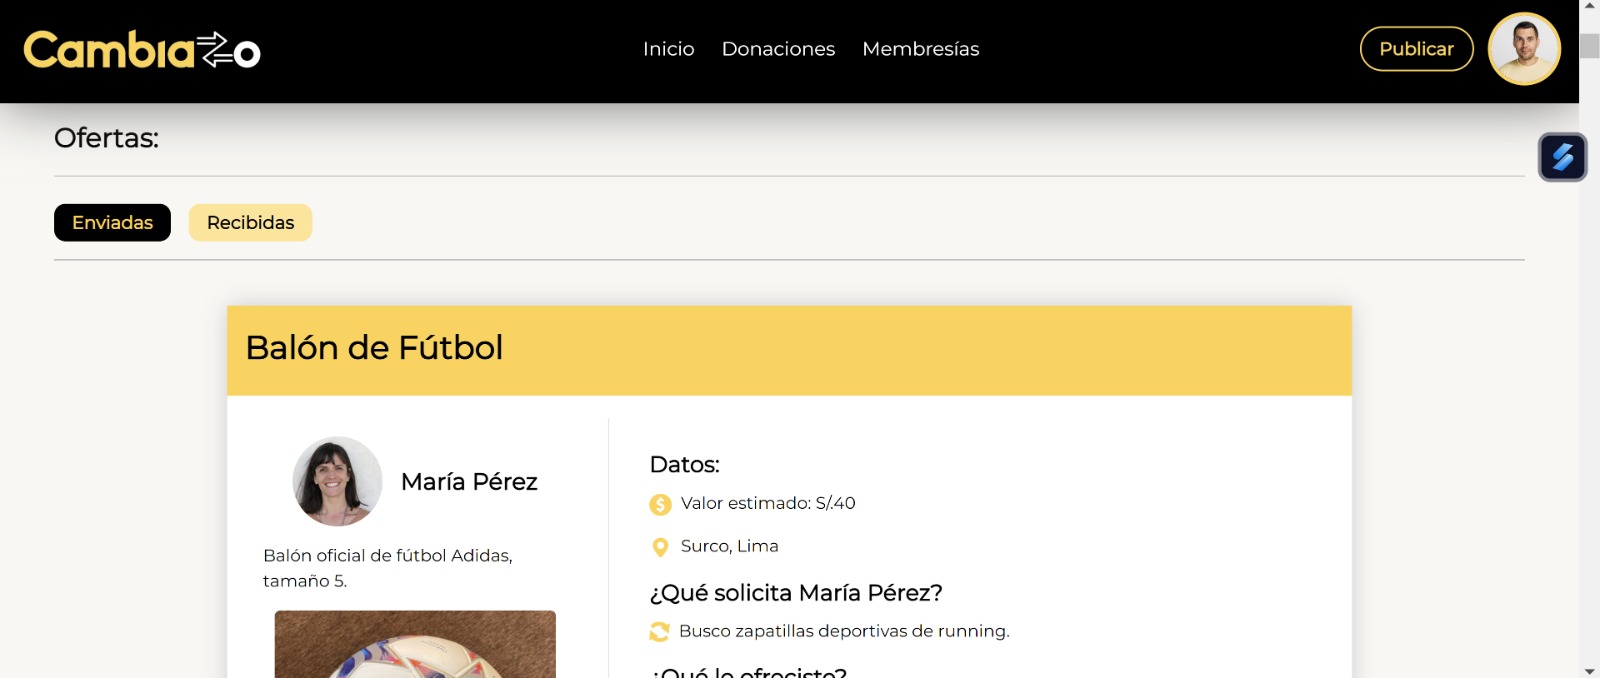 Cambiazo
Inicio Donaciones Membresías Publicar
Ofertas:
Enviadas Recibidas
Balón de Fútbol
María Pérez
Balón oficial de fútbol Adidas,
tamaño 5.
Datos:
Valor estimado: S/.40
Surco, Lima
¿Qué solicita María Pérez?
Busco zapatillas deportivas de running.
¿Qué le ofreciste?